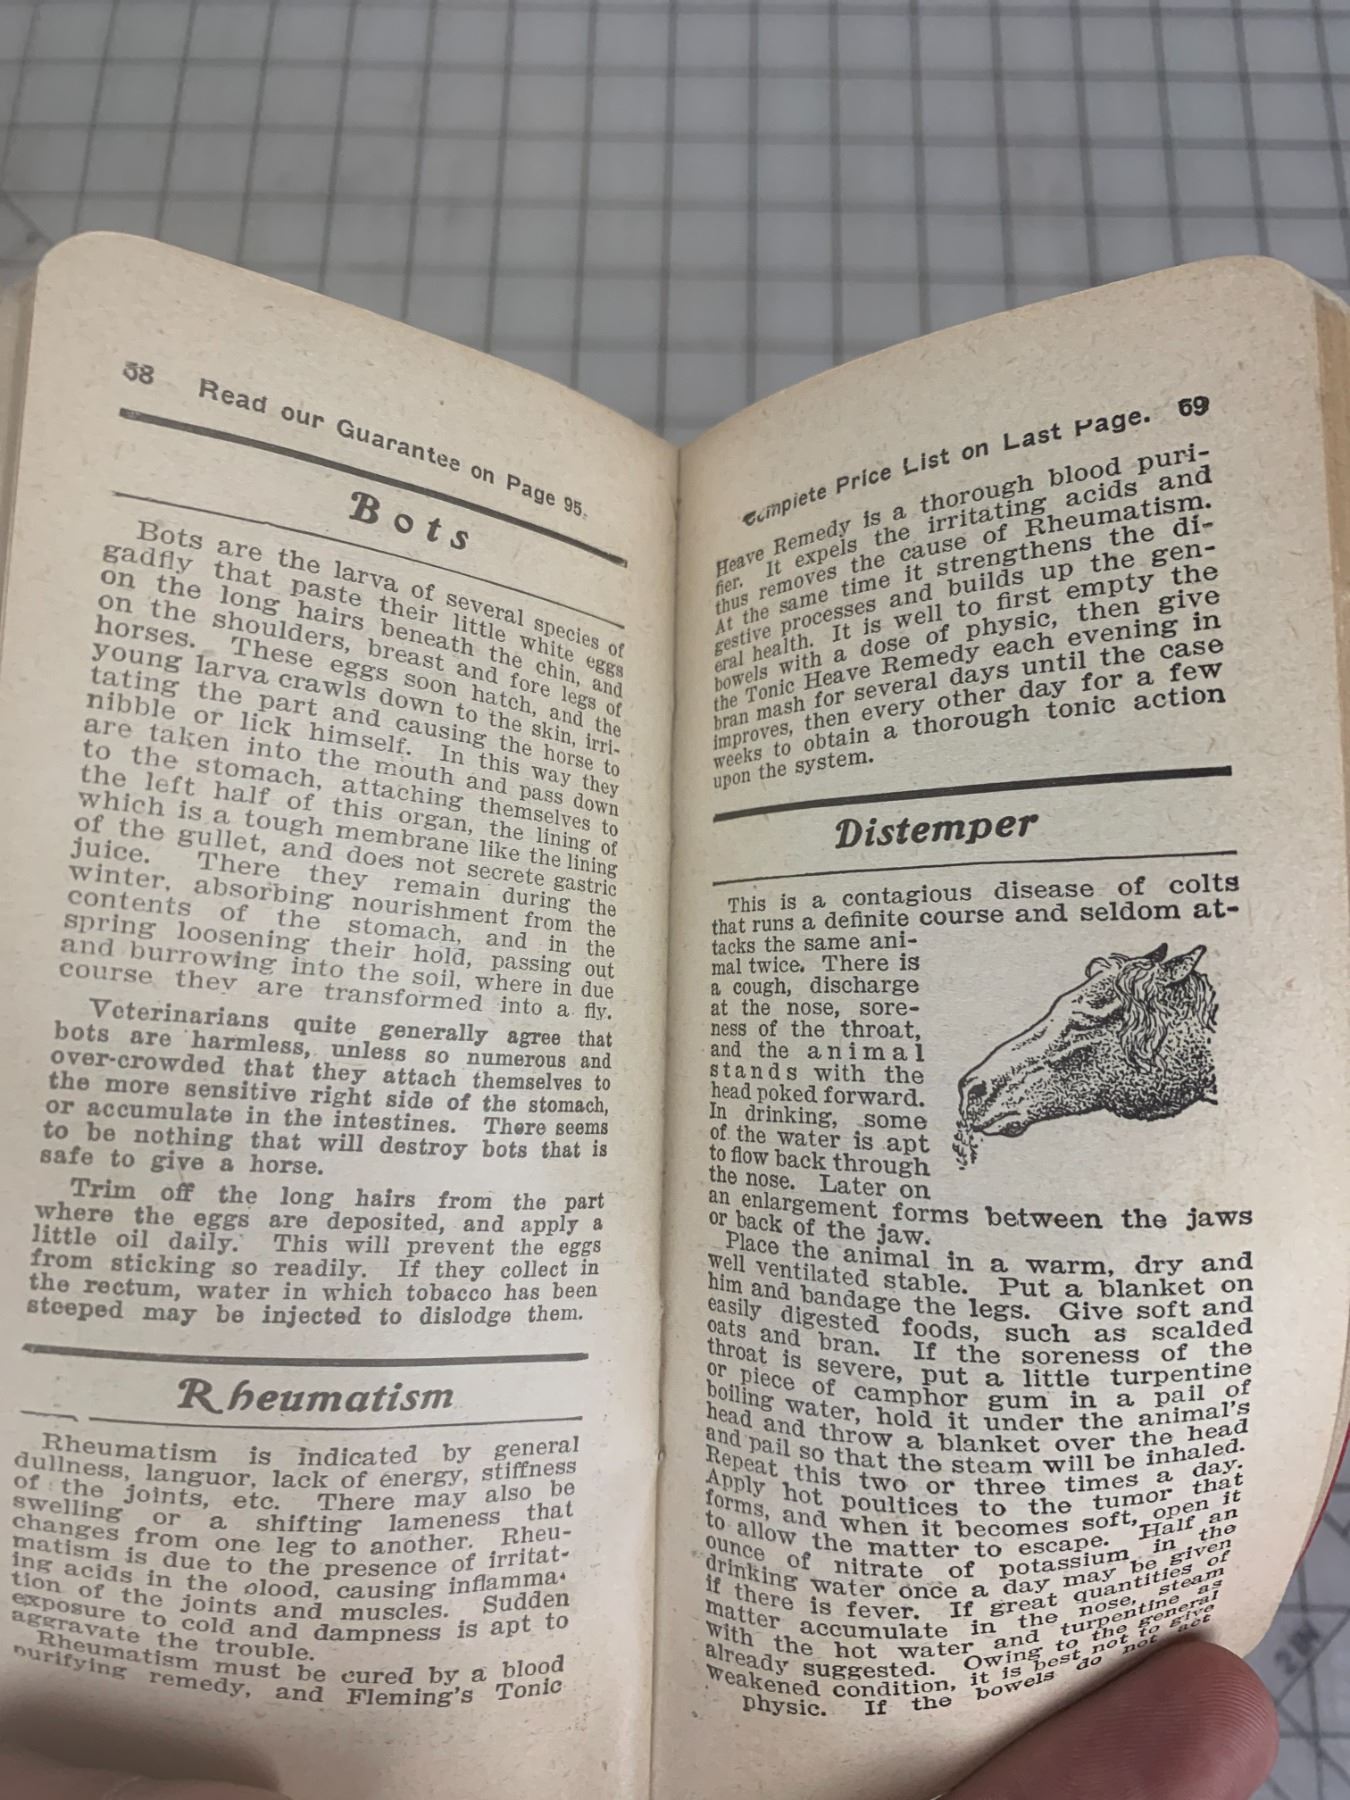 58 Read our Guarantee on Page 95.
Bots
Bots are the larva of several species of
gadfly that paste their little white eggs
on the long hairs beneath the chin, and
on the shoulders, breast and fore legs of
horses. These eggs soon hatch, and the
young larva crawls down to the skin, irri-
tating the part and causing the horse to
nibble or lick himself. In this way they
are taken into the mouth and pass down
to the stomach, attaching themselves to
the left half of this organ, the lining of
which is a tough membrane like the lining
of the gullet, and does not secrete gastric
juice. There they remain during the
winter, absorbing nourishment from the
contents of the stomach, and in the
spring loosening their hold, passing out
and burrowing into the soil, where in due
course they are transformed into a fly.
Veterinarians quite generally agree that
bots are harmless, unless so numerous and
over-crowded that they attach themselves to
the more sensitive right side of the stomach,
or accumulate in the intestines. There seems
to be nothing that will destroy bots that is
safe to give a horse.
Trim off the long hairs from the part
where the eggs are deposited, and apply a
little oil daily. This will prevent the eggs
from sticking so readily. If they collect in
the rectum, water in which tobacco has been
steeped may be injected to dislodge them.
Rheumatism
Rheumatism is indicated by general
dullness, languor, lack of energy, stiffness
of the joints, etc. There may also be
swelling or a shifting lameness that
changes from one leg to another. Rheu-
matism is due to the presence of irritat-
ing acids in the blood, causing inflamma-
tion of the joints and muscles. Sudden
exposure to cold and dampness is apt to
aggravate the trouble.
Rheumatism must be cured by a blood
purifying remedy, and Fleming's Tonic
Complete Price List on Last Page. 69
Heave Remedy is a thorough blood puri-
fier. It expels the irritating acids and
thus removes the cause of Rheumatism.
At the same time it strengthens the di-
gestive processes and builds up the gen-
eral health. It is well to first empty the
bowels with a dose of physic, then give
the Tonic Heave Remedy each evening in
bran mash for several days until the case
improves, then every other day for a few
weeks to obtain a thorough tonic action
upon the system.
Distemper
This is a contagious disease of colts
that runs a definite course and seldom at-
tacks the same ani-
mal twice. There is
a cough, discharge
at the nose, sore-
ness of the throat,
and the animal
stands with the
head poked forward.
In drinking, some
of the water is apt
to flow back through
the nose. Later on
an enlargement forms between the jaws
or back of the jaw.
Place the animal in a warm, dry and
well ventilated stable. Put a blanket on
him and bandage the legs. Give soft and
easily digested foods, such as scalded
oats and bran. If the soreness of the
throat is severe, put a little turpentine
or piece of camphor gum in a pail of
boiling water, hold it under the animal's
head and throw a blanket over the head
and pail so that the steam will be inhaled.
Repeat this two or three times a day.
Apply hot poultices to the tumor that
forms, and when it becomes soft, open it
to allow the matter to escape. Half an
ounce of nitrate of potassium in the
drinking water once a day may be given
if there is fever. If great quantities of
matter accumulate in the nose, steam
with the hot water and turpentine as
already suggested. Owing to the general
weakened condition, it is best not to give
physic. If the bowels do not act
2IN